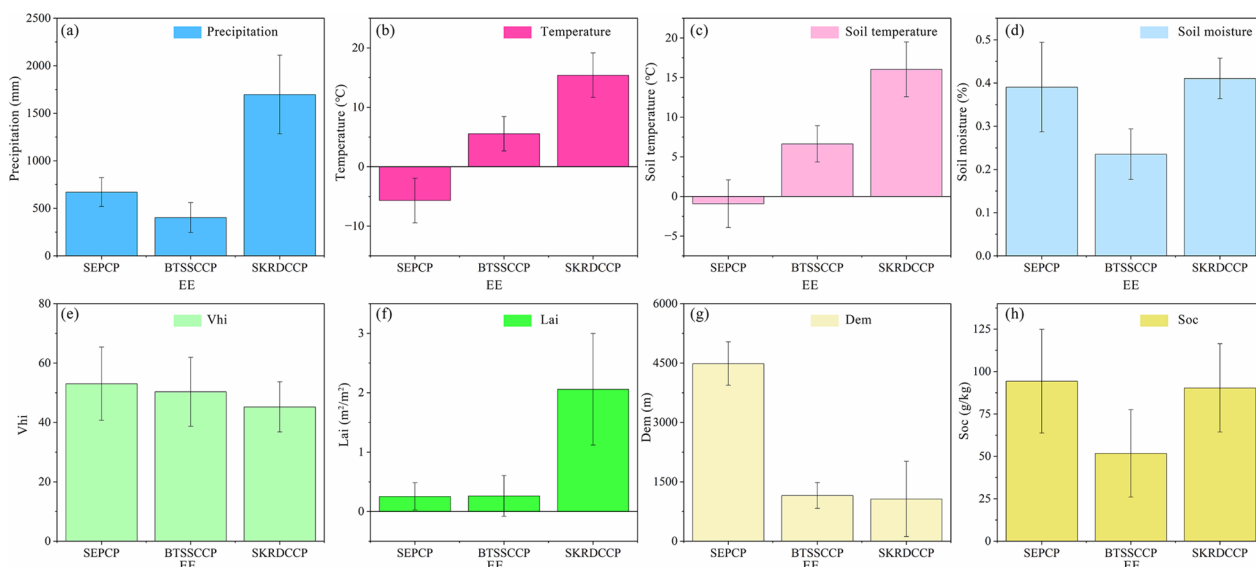 (a) Precipitation
Precipitation (mm)
2500
2000
1500
1000
500
0
SEPCP BTSSCCP SKRDCCP
EE
(b) Temperature
Temperature (℃)
20
10
0
−10
SEPCP BTSSCCP SKRDCCP
EE
(c) Soil temperature
Soil temperature (℃)
20
15
10
5
0
−5
SEPCP BTSSCCP SKRDCCP
EE
(d) Soil moisture
Soil moisture (%)
0.5
0.4
0.3
0.2
0.1
0.0
SEPCP BTSSCCP SKRDCCP
EE
(e) Vhi
Vhi
80
60
40
20
0
SEPCP BTSSCCP SKRDCCP
EE
(f) Lai
Lai (m²/m²)
3
2
1
0
SEPCP BTSSCCP SKRDCCP
EE
(g) Dem
Dem (m)
6000
4500
3000
1500
0
SEPCP BTSSCCP SKRDCCP
EE
(h) Soc
Soc (g/kg)
125
100
75
50
25
0
SEPCP BTSSCCP SKRDCCP
EE